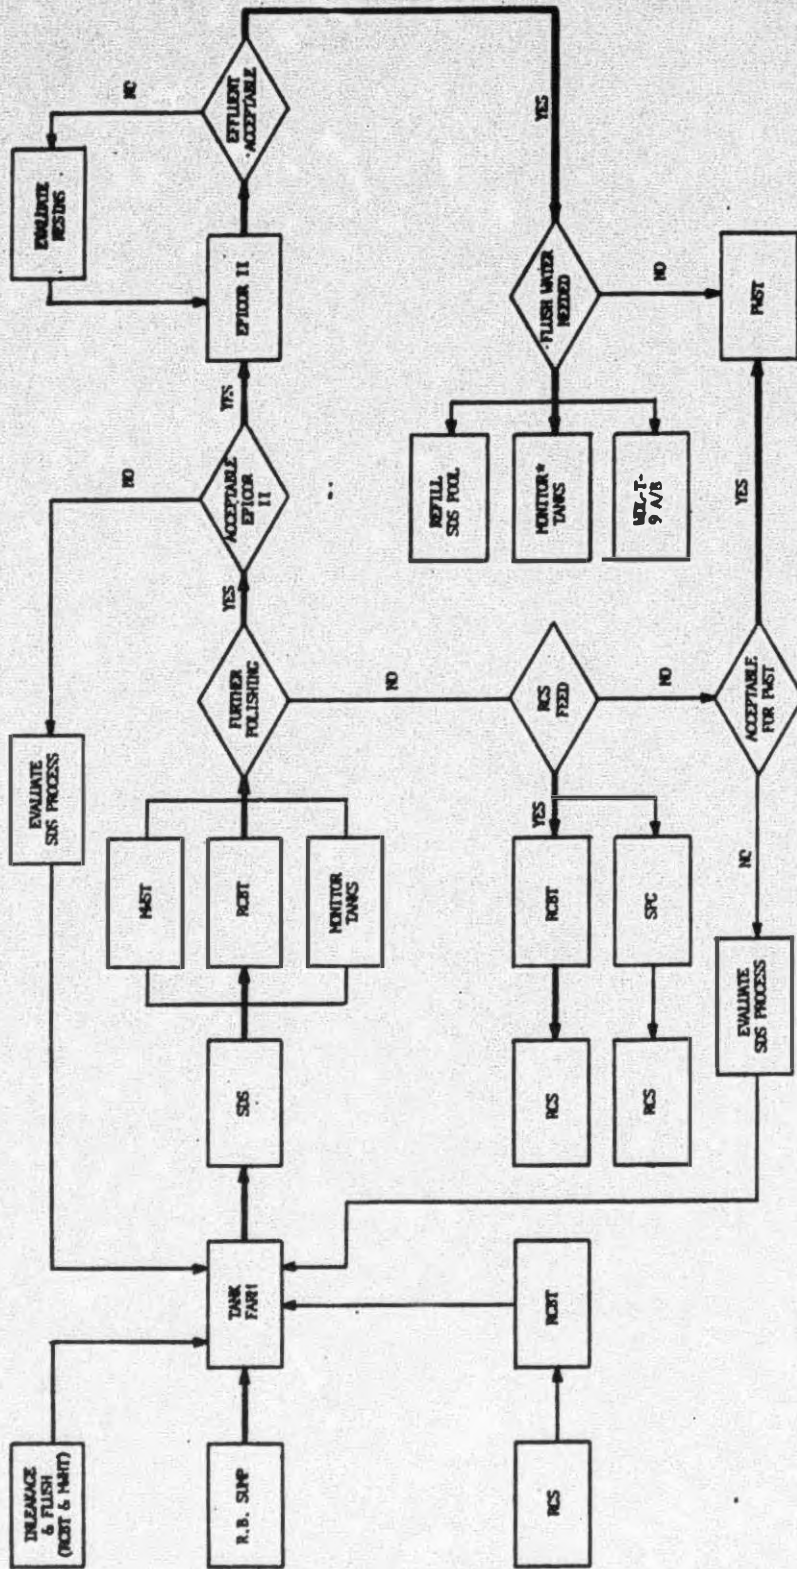 INLEAKAGE
& FLUSH
(RCBT & MWHT)
R.B. SUMP
RCS
TANK
FARM
RCBT
SDS
EVALUATE
SDS PROCESS
MWST
RCBT
MONITOR
TANKS
FURTHER
POLISHING
YES
NO
ACCEPTABLE
EPICOR
II
NO
YES
EPICOR II
EVALUATE
RESINS
EFFLUENT
ACCEPTABLE
NO
YES
FLUSH WATER
NEEDED
NO
REFILL
SDS POOL
MONITOR*
TANKS
WDL-T-
9 A/B
PWST
RCS
FEED
YES
NO
RCBT
SPC
RCS
RCS
ACCEPTABLE
FOR PWST
YES
NO
EVALUATE
SDS PROCESS